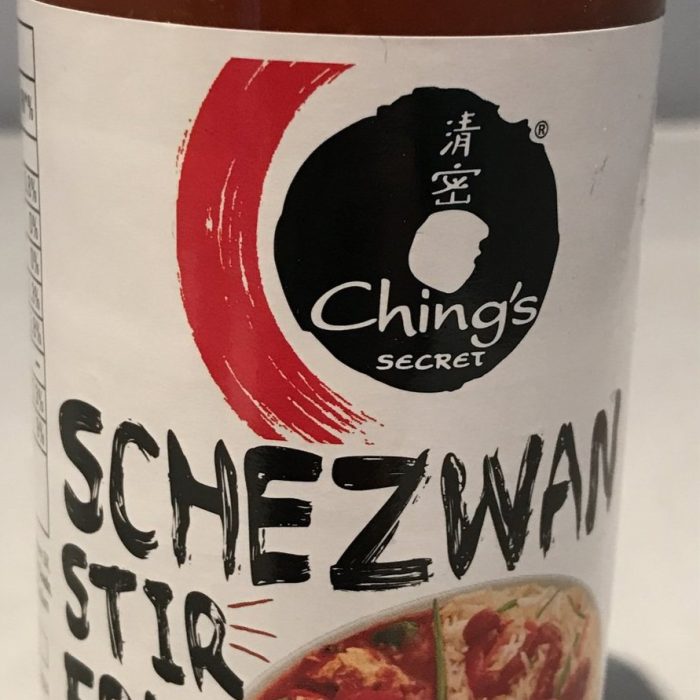 清
密
®
Ching's
SECRET
SCHEZWAN
STIR